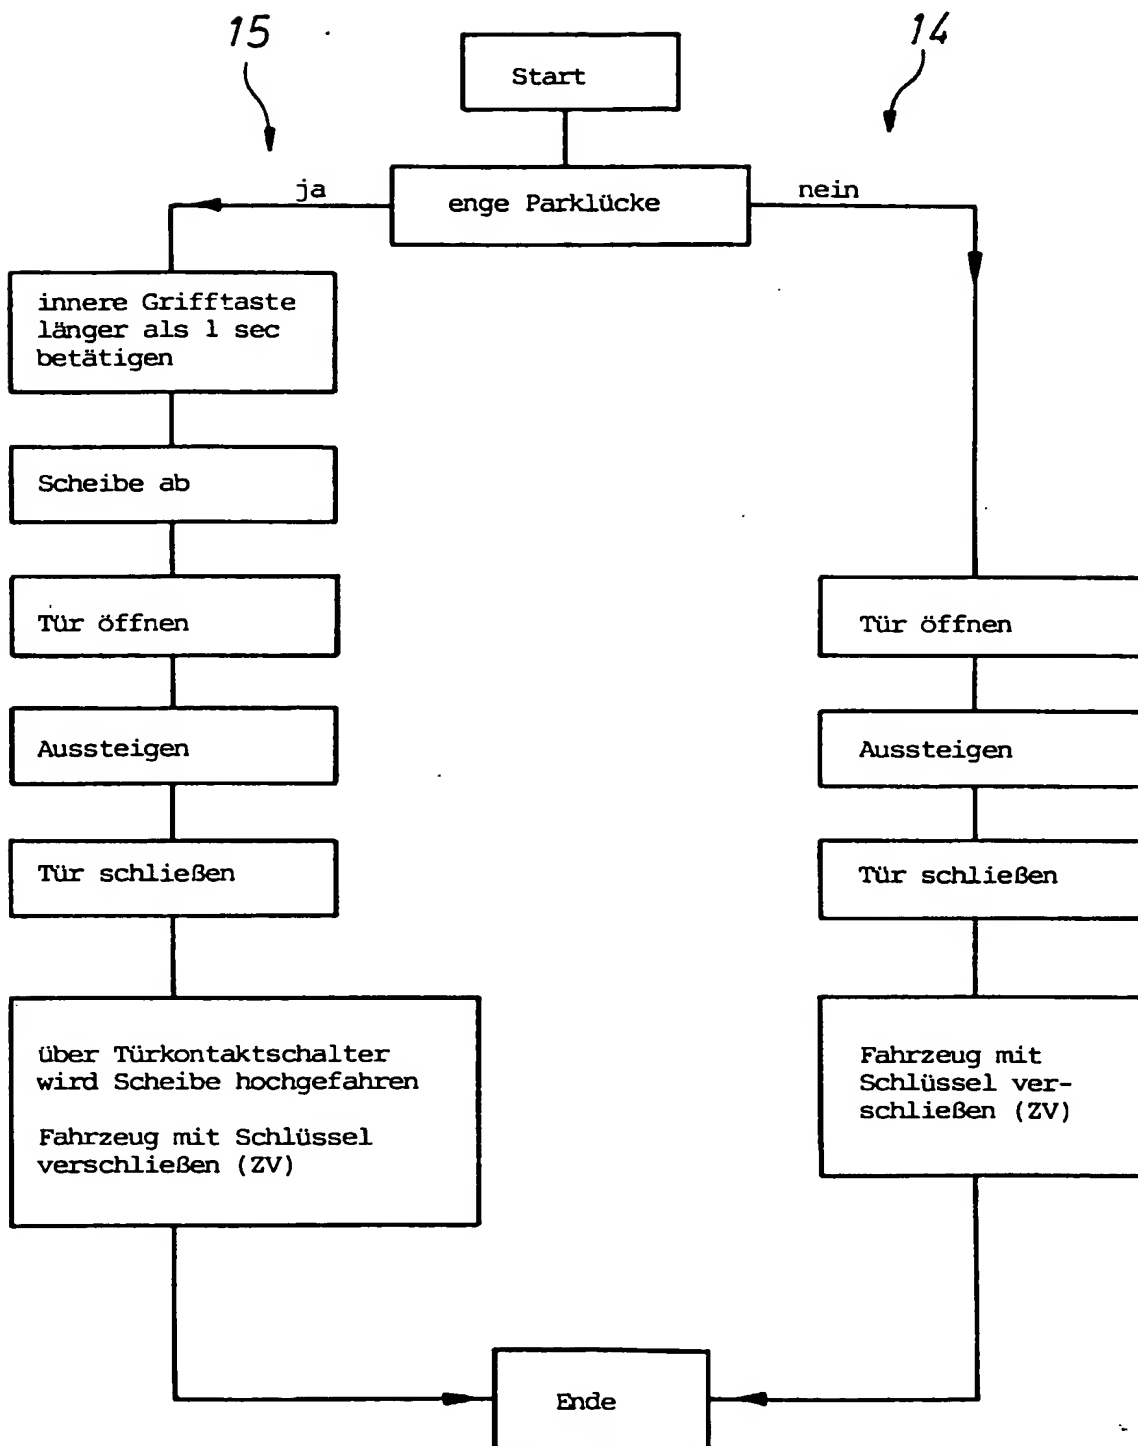 15
14
Start
ja
enge Parklücke
nein
innere Grifftaste
länger als 1 sec
betätigen
Scheibe ab
Tür öffnen
Aussteigen
Tür schließen
über Türkontaktschalter
wird Scheibe hochgefahren
Fahrzeug mit Schlüssel
verschließen (ZV)
Tür öffnen
Aussteigen
Tür schließen
Fahrzeug mit
Schlüssel ver-
schließen (ZV)
Ende